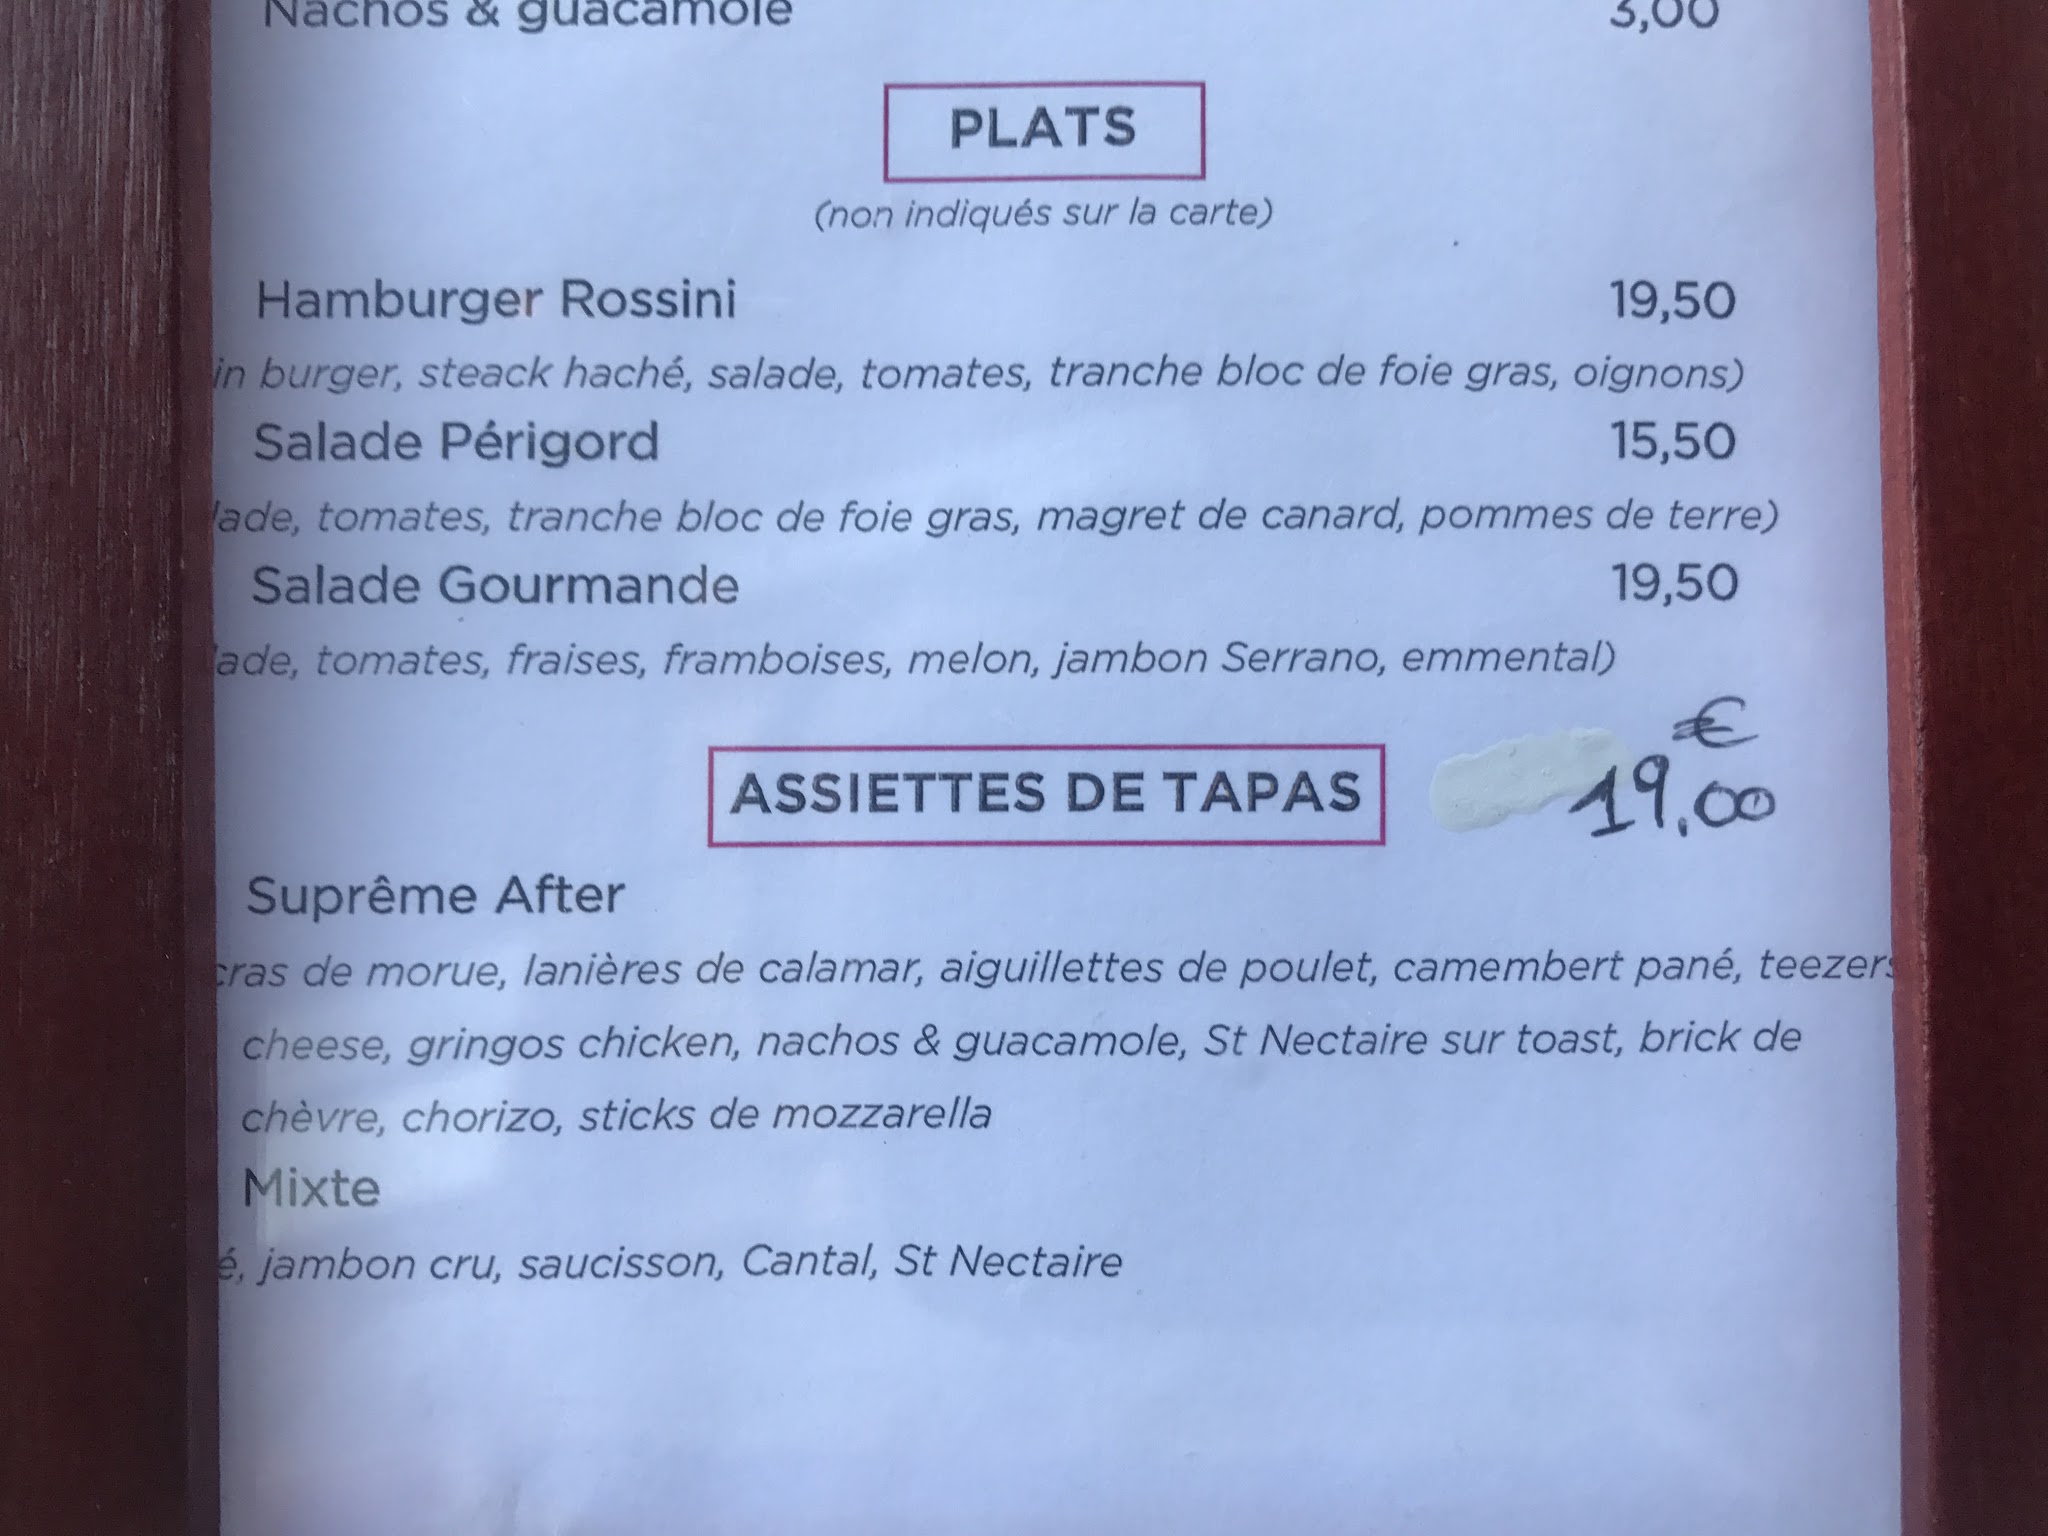 Nachos & guacamole 3,00
PLATS
(non indiqués sur la carte)
Hamburger Rossini 19,50
in burger, steack haché, salade, tomates, tranche bloc de foie gras, oignons)
Salade Périgord 15,50
lade, tomates, tranche bloc de foie gras, magret de canard, pommes de terre)
Salade Gourmande 19,50
ade, tomates, fraises, framboises, melon, jambon Serrano, emmental)
€
ASSIETTES DE TAPAS 19,00
Suprême After
cras de morue, lanières de calamar, aiguillettes de poulet, camembert pané, teezers
cheese, gringos chicken, nachos & guacamole, St Nectaire sur toast, brick de
chèvre, chorizo, sticks de mozzarella
Mixte
é, jambon cru, saucisson, Cantal, St Nectaire